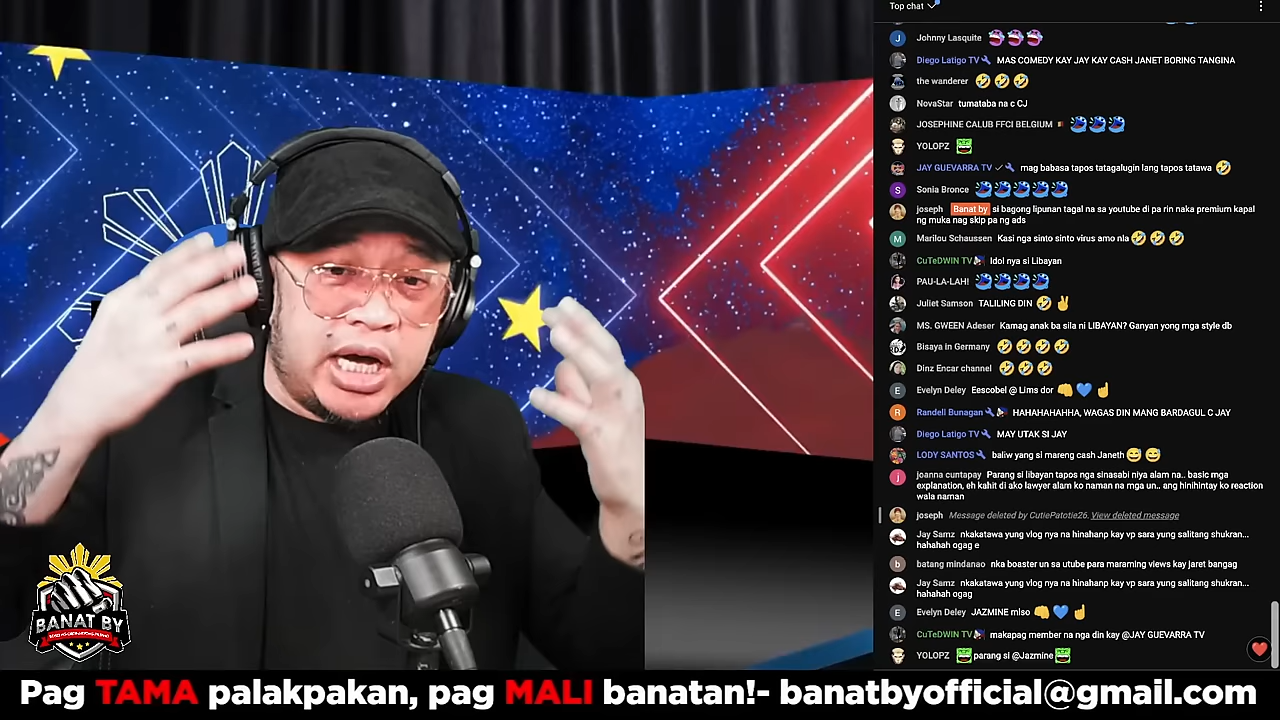 Top chat
Johnny Lasquite
Diego Latigo TV MAS COMEDY KAY JAY KAY CASH JANET BORING TANGINA
the wanderer
NovaStar tumataba na c CJ
JOSEPHINE CALUB FFCI BELGIUM
YOLOPZ
JAY GUEVARRA TV mag babasa tapos tatagalugin lang tapos tatawa
Sonia Bronce
joseph Banat by si bagong lipunan tagal na sa youtube di pa rin naka premium kapal
ng muka nag skip pa ng ads
Marilou Schaussen Kasi nga sinto sinto virus amo nla
CuTeDWIN TV Idol nya si Libayan
PAU-LA-LAH!
Juliet Samson TALILING DIN
MS. GWEEN Adeser Kamag anak ba sila ni LIBAYAN? Ganyan yong mga style db
Bisaya in Germany
Dinz Encar channel
Evelyn Deley Eescobel @ Lims dor
Randell Bunagan HAHAHAHAHHA, WAGAS DIN MANG BARDAGUL C JAY
Diego Latigo TV MAY UTAK SI JAY
LODY SANTOS baliw yang si mareng cash Janeth
joanna cuntapay Parang si libayan tapos nga sinasabi niya alam na.. basic mga
explanation, eh kahit di ako lawyer alam ko naman na mga un.. ang hinihintay ko reaction
wala naman
joseph Message deleted by CutiePatotie26. View deleted message
Jay Samz nkakatawa yung vlog nya na hinahanp kay vp sara yung salitang shukran...
hahahah ogag e
batang mindanao nka boaster un sa utube para mararning views kay jaret bangag
Jay Samz nkakatawa yung vlog nya na hinahanp kay vp sara yung salitang shukran...
hahahah ogag
Evelyn Deley JAZMINE mlso
CuTeDWIN TV makapag member na nga din kay @JAY GUEVARRA TV
YOLOPZ parang si @Jazmine
BANAT BY
Pag TAMA palakpakan, pag MALI banatan!- banatbyofficial@gmail.com